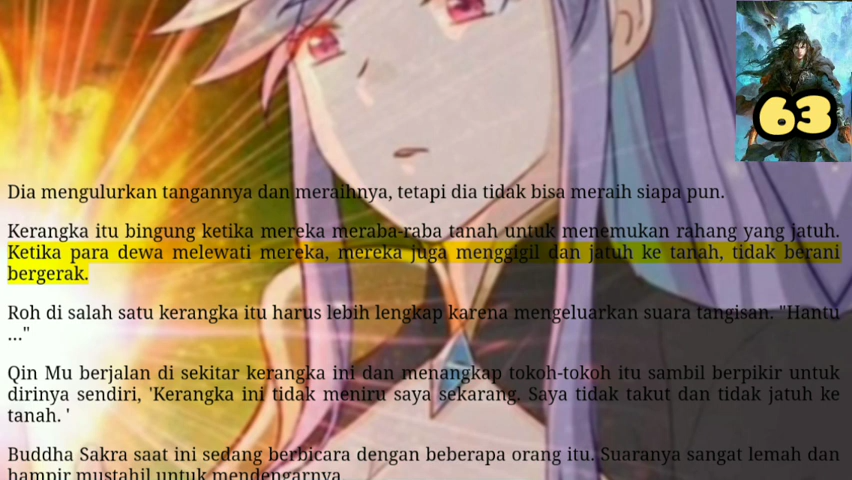 63
Dia mengulurkan tangannya dan meraihnya, tetapi dia tidak bisa meraih siapa pun.
Kerangka itu bingung ketika mereka meraba-raba tanah untuk menemukan rahang yang jatuh.
Ketika para dewa melewati mereka, mereka juga menggigil dan jatuh ke tanah, tidak berani
bergerak.
Roh di salah satu kerangka itu harus lebih lengkap karena mengeluarkan suara tangisan. "Hantu
..."
Qin Mu berjalan di sekitar kerangka ini dan menangkap tokoh-tokoh itu sambil berpikir untuk
dirinya sendiri, 'Kerangka ini tidak meniru saya sekarang. Saya tidak takut dan tidak jatuh ke
tanah. '
Buddha Sakra saat ini sedang berbicara dengan beberapa orang itu. Suaranya sangat lemah dan
hampir mustahil untuk mendengarnya.